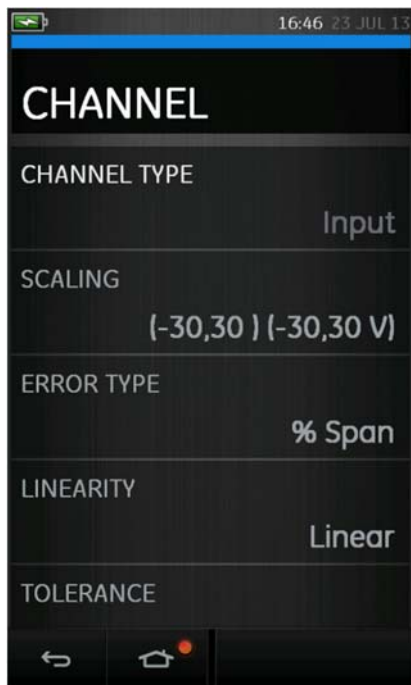 16:46 23 JUL 13
CHANNEL
CHANNEL TYPE
Input
SCALING
(-30,30 ) (-30,30 V)
ERROR TYPE
% Span
LINEARITY
Linear
TOLERANCE